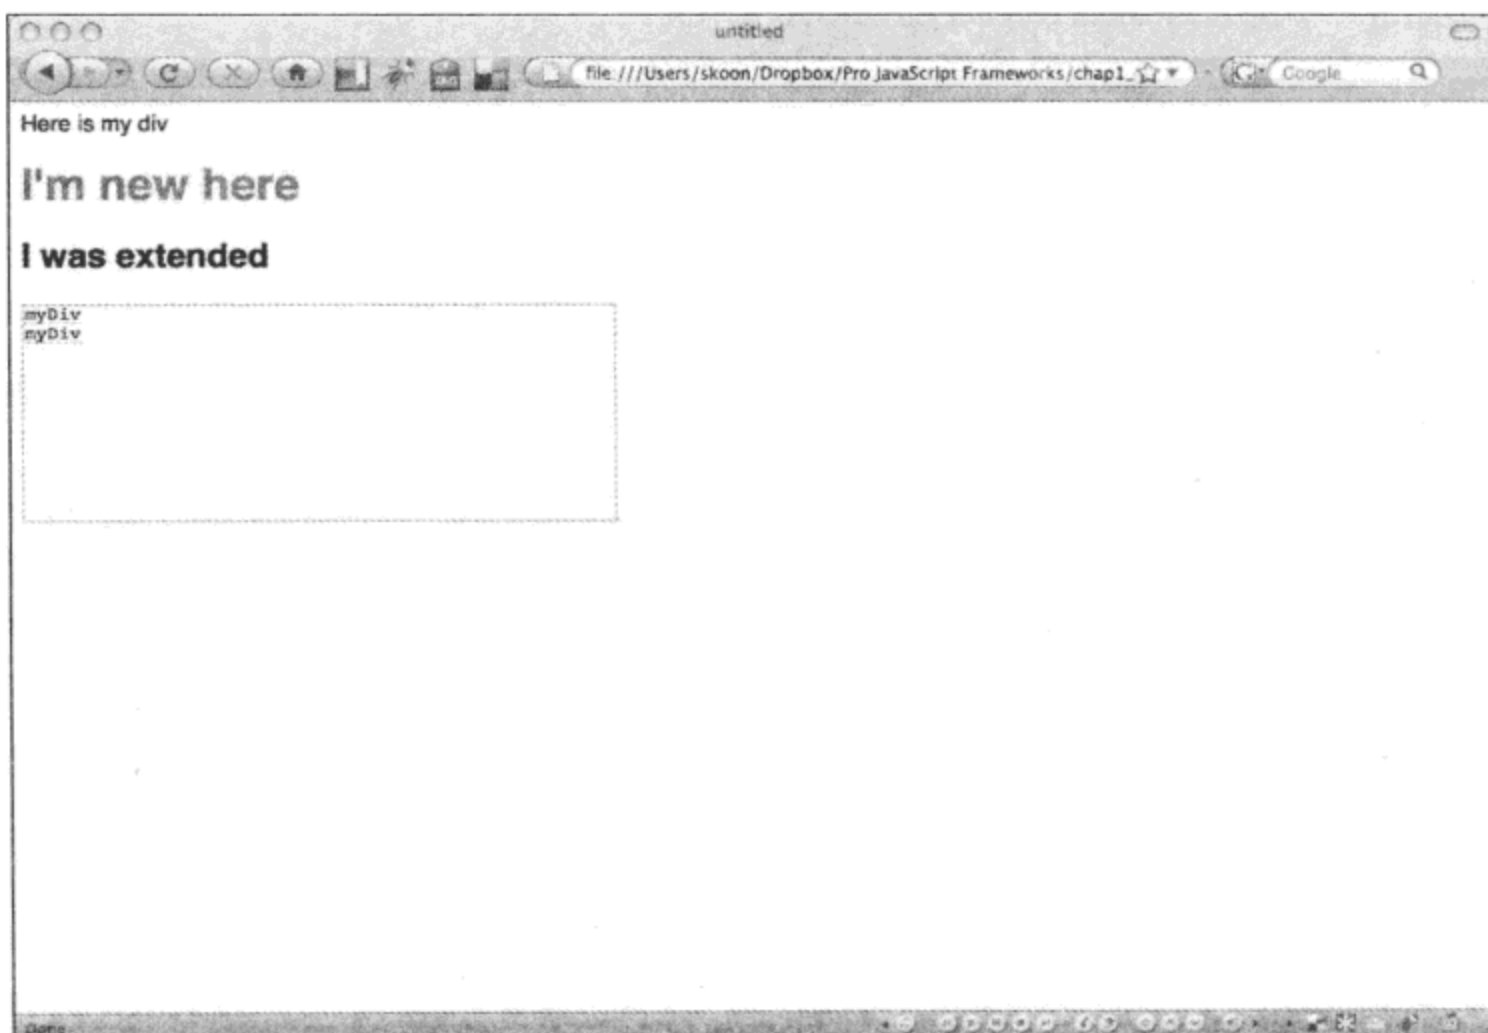 untitled
file:///Users/skoon/Dropbox/Pro JavaScript Frameworks/chap1_
Google
Here is my div
I'm new here
I was extended
myDiv
myDiv
Done